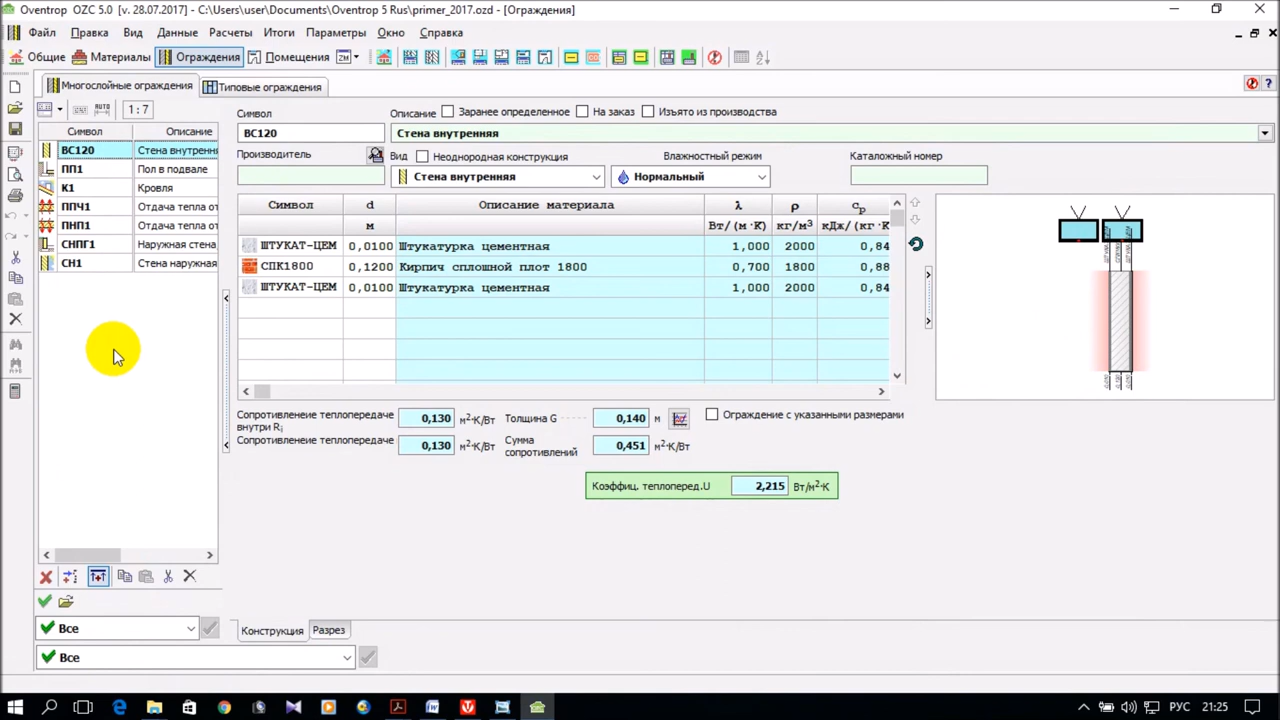 Oventrop OZC 5.0 [v. 28.07.2017] - C:\Users\user\Documents\Oventrop 5 Rus\primer_2017.ozd - [Ограждения]
Файл Правка Вид Данные Расчеты Итоги Параметры Окно Справка
Общие Материалы Ограждения Помещения
Многослойные ограждения Типовые ограждения
AUTO 1 : 7
Символ Описание
ВС120 Стена внутренн
ПП1 Пол в подвале
К1 Кровля
ППЧ1 Отдача тепла от
ПНП1 Отдача тепла от
СНПГ1 Наружная стена,
СН1 Стена наружная
Все
Все
Символ Описание Заранее определенное На заказ Изъято из производства
ВС120 Стена внутренняя
Производитель Вид Неоднородная конструкция Влажностный режим Каталожный номер
Стена внутренняя Нормальный
Символ d Описание материала λ ρ cp
м Вт/(м·К) кг/м³ кДж/(кг·К
ШТУКАТ-ЦЕМ 0,0100 Штукатурка цементная 1,000 2000 0,84
СПК1800 0,1200 Кирпич сплошной плот 1800 0,700 1800 0,88
ШТУКАТ-ЦЕМ 0,0100 Штукатурка цементная 1,000 2000 0,84
Сопротивленеие теплопередаче внутри Ri 0,130 м²·К/Вт Толщина G 0,140 м Ограждение с указанными размерами
Сопротивленеие теплопередаче 0,130 м²·К/Вт Сумма сопротивлений 0,451 м²·К/Вт
Коэффиц. теплоперед.U 2,215 Вт/м²·К
Конструкция Разрез
РУС 21:25